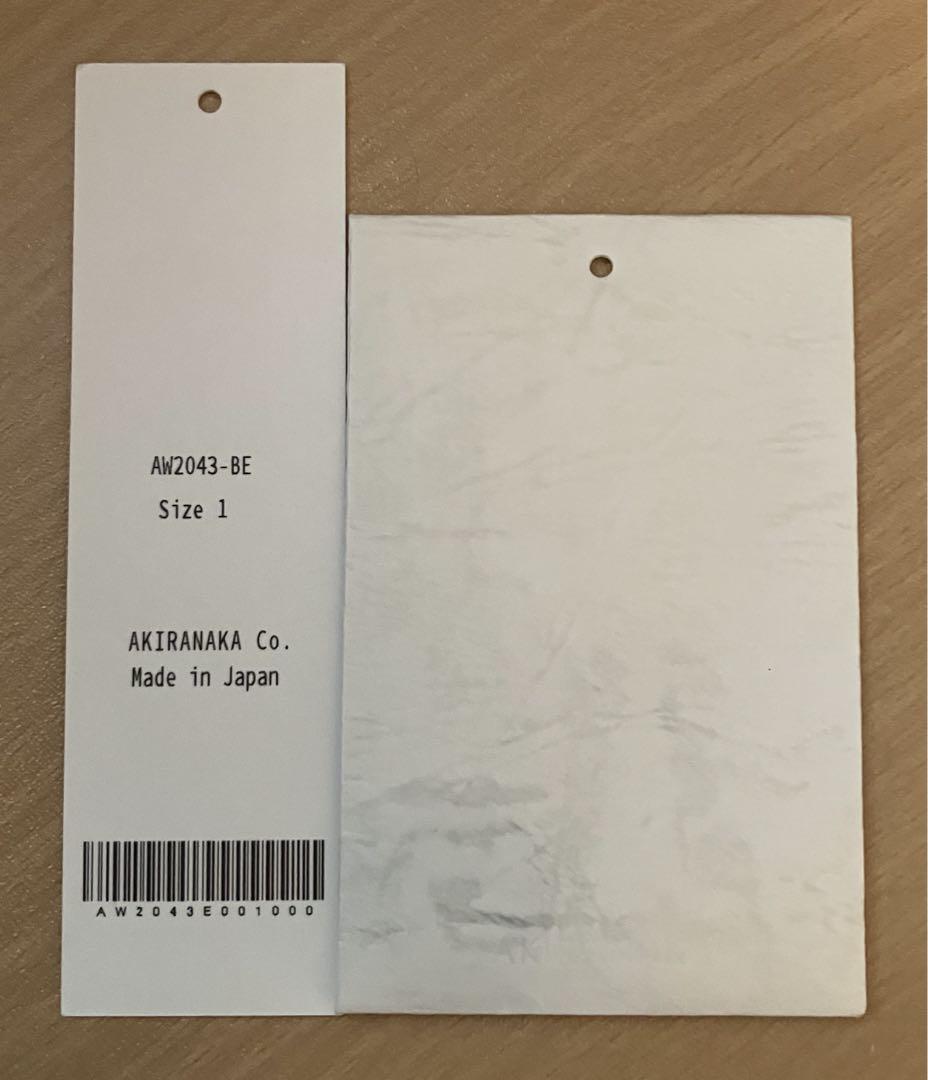 AW2043-BE
Size 1
AKIRANAKA Co.
Made in Japan
AW2043E001000